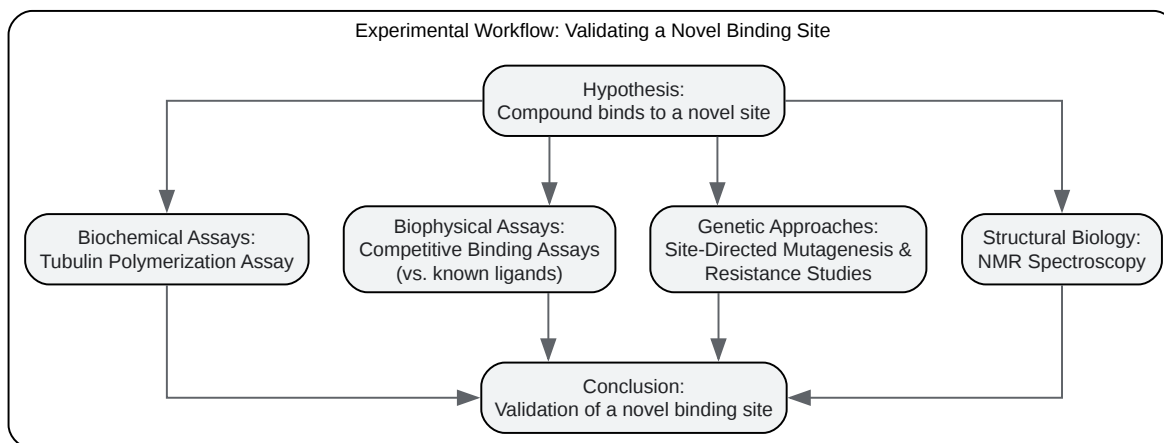 Experimental Workflow: Validating a Novel Binding Site
Hypothesis:
Compound binds to a novel site
Biochemical Assays:
Tubulin Polymerization Assay
Biophysical Assays:
Competitive Binding Assays
(vs. known ligands)
Genetic Approaches:
Site-Directed Mutagenesis &
Resistance Studies
Structural Biology:
NMR Spectroscopy
Conclusion:
Validation of a novel binding site